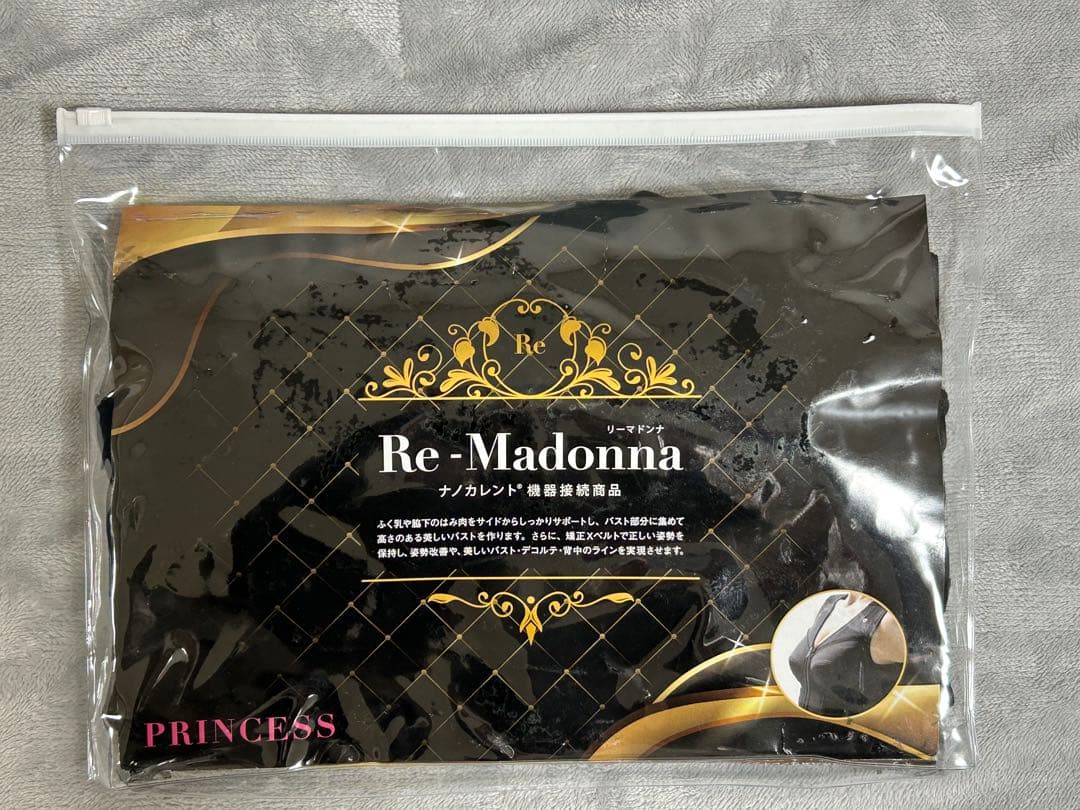 Re
リーマドンナ
Re-Madonna
ナノカレント® 機器接続商品
ふく乳や脇下のはみ肉をサイドからしっかりサポートし、バスト部分に集めて
高さのある美しいバストを作ります。さらに、矯正Xベルトで正しい姿勢を
保持し、姿勢改善や、美しいバスト・デコルテ・背中のラインを実現させます。
PRINCESS